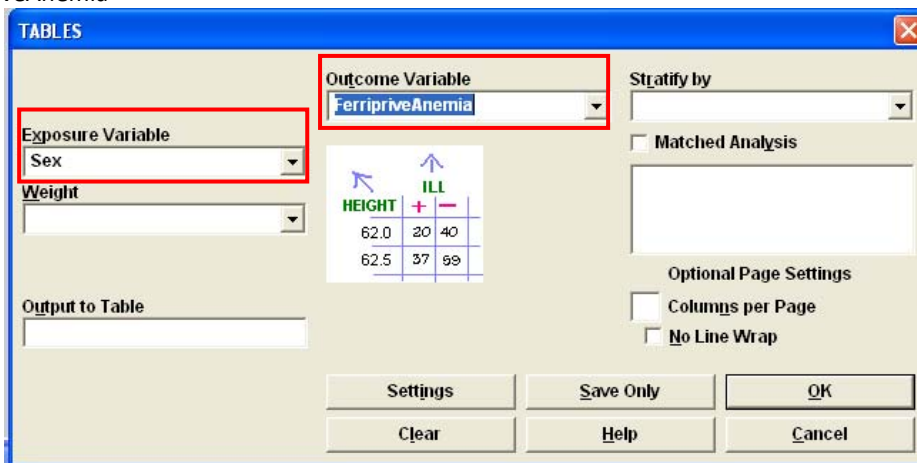 TABLES
Outcome Variable
FerripriveAnemia
Stratify by
Exposure Variable
Sex
Matched Analysis
Weight
ILL
HEIGHT + −
62.0 20 40
62.5 37 59
Optional Page Settings
Columns per Page
No Line Wrap
Output to Table
Settings
Save Only
OK
Clear
Help
Cancel